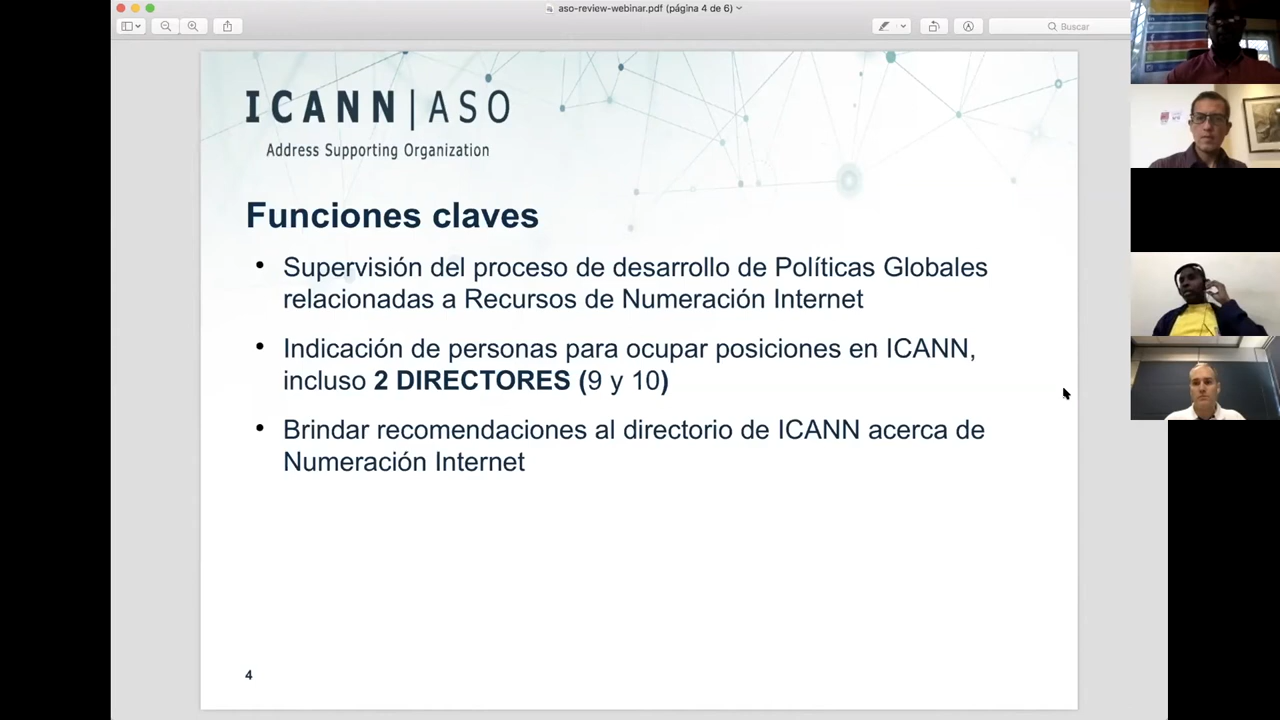 aso-review-webinar.pdf (página 4 de 6)
Buscar
ICANN|ASO
Address Supporting Organization
Funciones claves
• Supervisión del proceso de desarrollo de Políticas Globales
relacionadas a Recursos de Numeración Internet
• Indicación de personas para ocupar posiciones en ICANN,
incluso 2 DIRECTORES (9 y 10)
• Brindar recomendaciones al directorio de ICANN acerca de
Numeración Internet
4